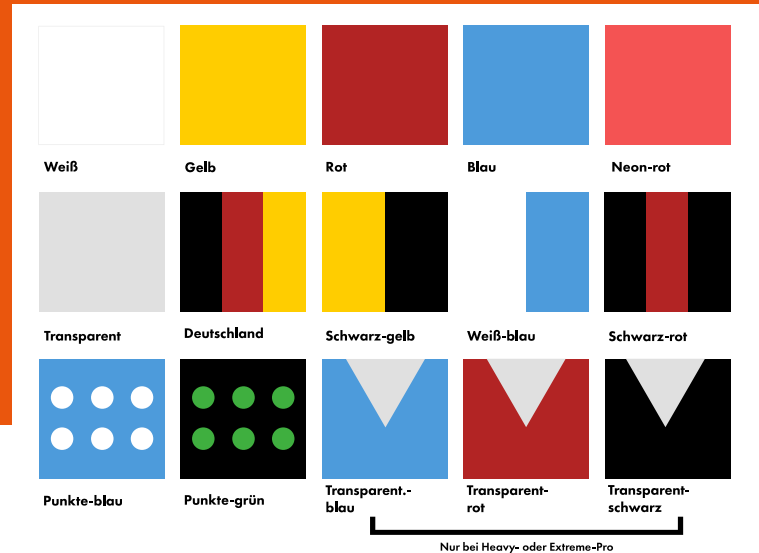 Weiß
Gelb
Rot
Blau
Neon-rot
Transparent
Deutschland
Schwarz-gelb
Weiß-blau
Schwarz-rot
Punkte-blau
Punkte-grün
Transparent.-
blau
Transparent-
rot
Transparent-
schwarz
Nur bei Heavy- oder Extreme-Pro